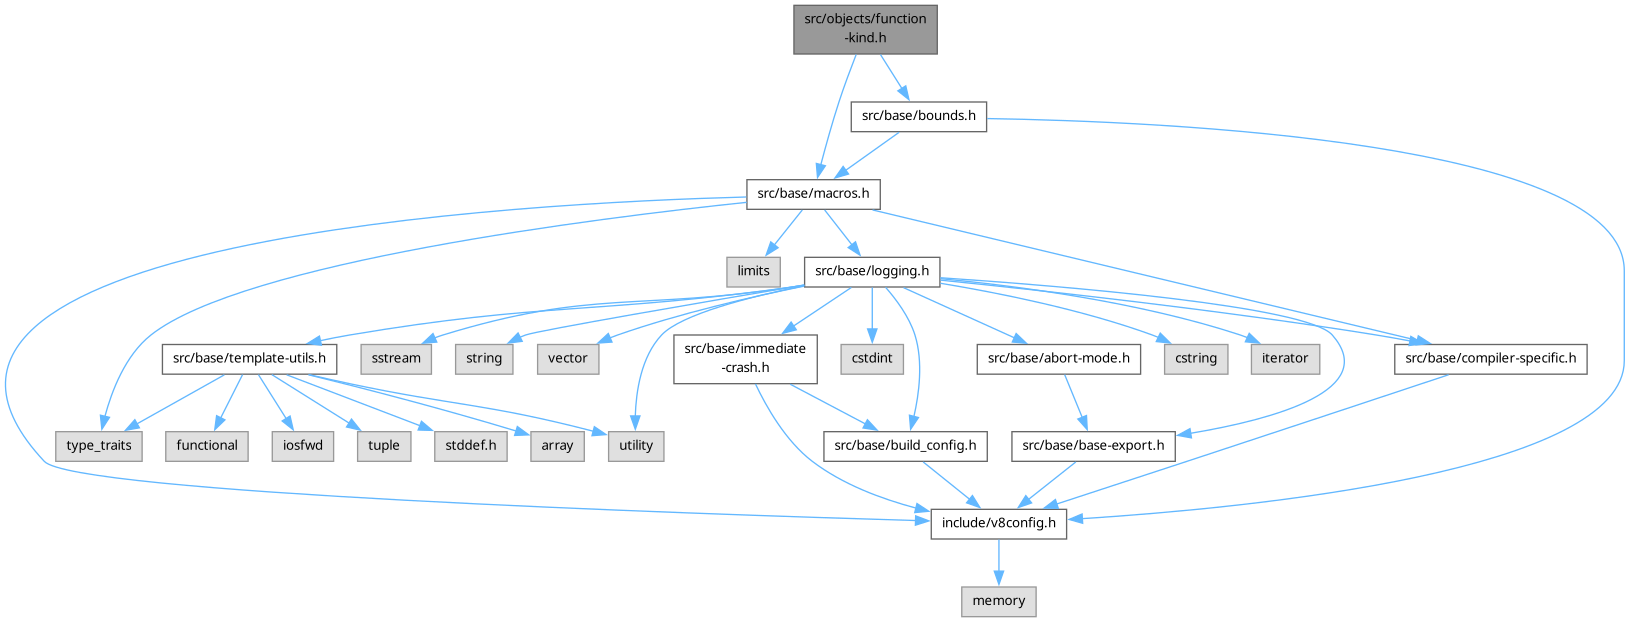 src/objects/function
-kind.h
src/base/bounds.h
src/base/macros.h
limits
src/base/logging.h
src/base/template-utils.h
sstream
string
vector
src/base/immediate
-crash.h
cstdint
src/base/abort-mode.h
cstring
iterator
src/base/compiler-specific.h
type_traits
functional
iosfwd
tuple
stddef.h
array
utility
src/base/build_config.h
src/base/base-export.h
include/v8config.h
memory